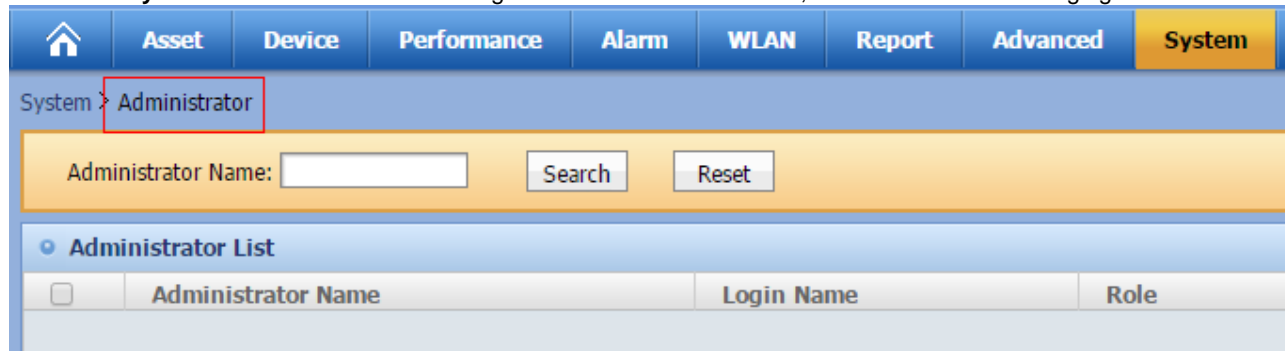 Asset Device Performance Alarm WLAN Report Advanced System
System > Administrator
Administrator Name: Search Reset
Administrator List
Administrator Name Login Name Role